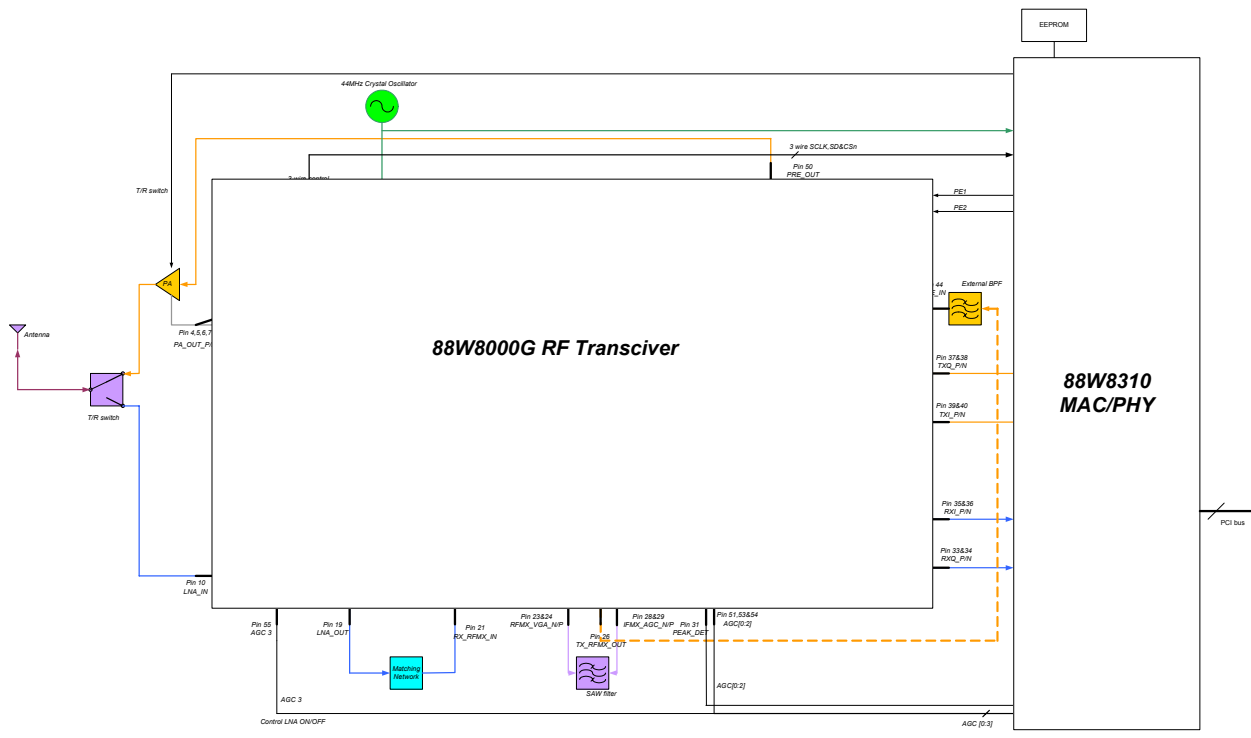 EEPROM
44MHz Crystal Oscillator
3 wire SCLK,SD&CSn
Pin 50
PRE_OUT
T/R switch
3 wire control
PE1
PE2
PA
External BPF
44
_IN
Antenna
Pin 4,5,6,7
PA_OUT_P/
88W8000G RF Transciver
Pin 37&38
TXQ_P/N
88W8310
MAC/PHY
T/R switch
Pin 39&40
TXI_P/N
Pin 35&36
RXI_P/N
PCI bus
Pin 33&34
RXQ_P/N
Pin 10
LNA_IN
Pin 55
AGC 3
Pin 19
LNA_OUT
Pin 21
RX_RFMX_IN
Pin 23&24
RFMX_VGA_N/P
Pin 26
TX_RFMX_OUT
Pin 28&29
IFMX_AGC_N/P
Pin 31
PEAK_DET
Pin 51,53&54
AGC[0:2]
Matching
Network
SAW filter
AGC[0:2]
AGC 3
Control LNA ON/OFF
AGC [0:3]